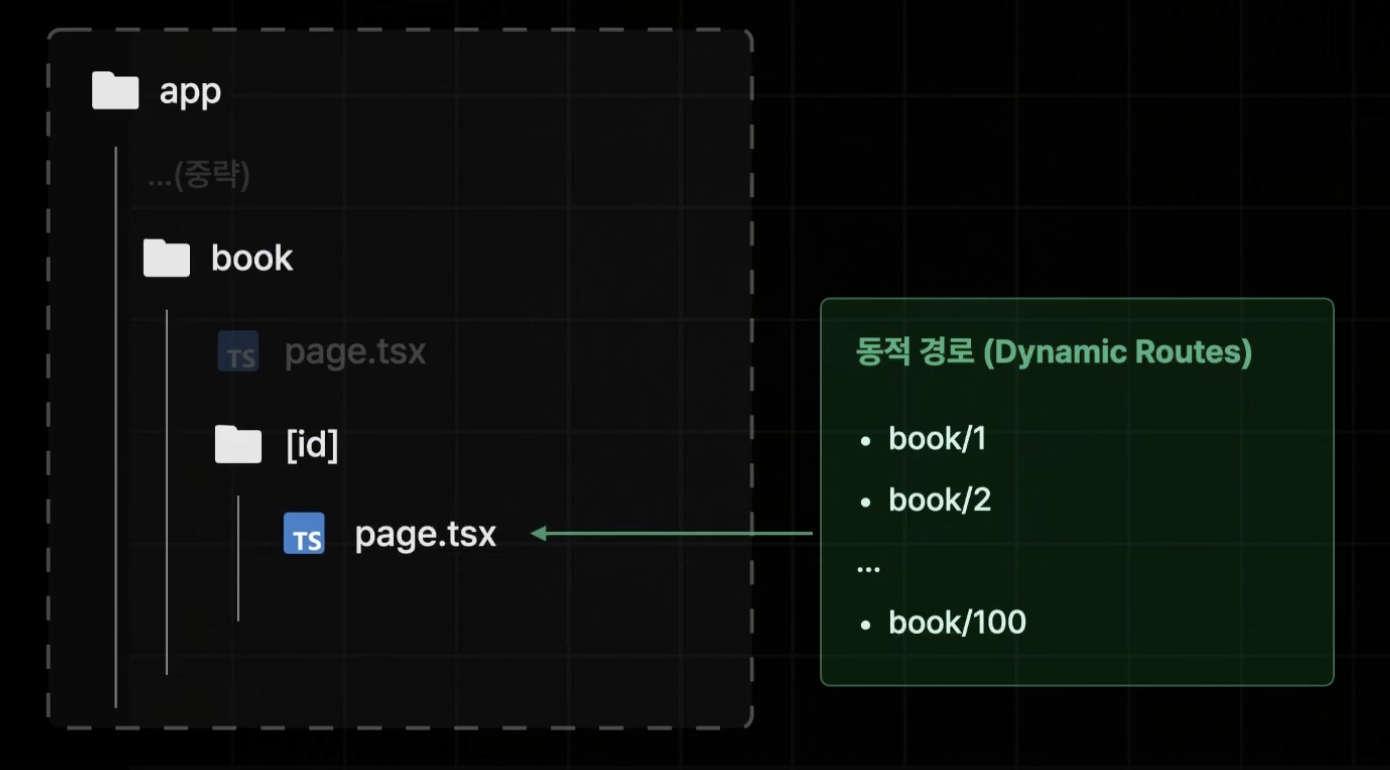 app
...(중략)
book
TS page.tsx
[id]
TS page.tsx
동적 경로 (Dynamic Routes)
• book/1
• book/2
...
• book/100